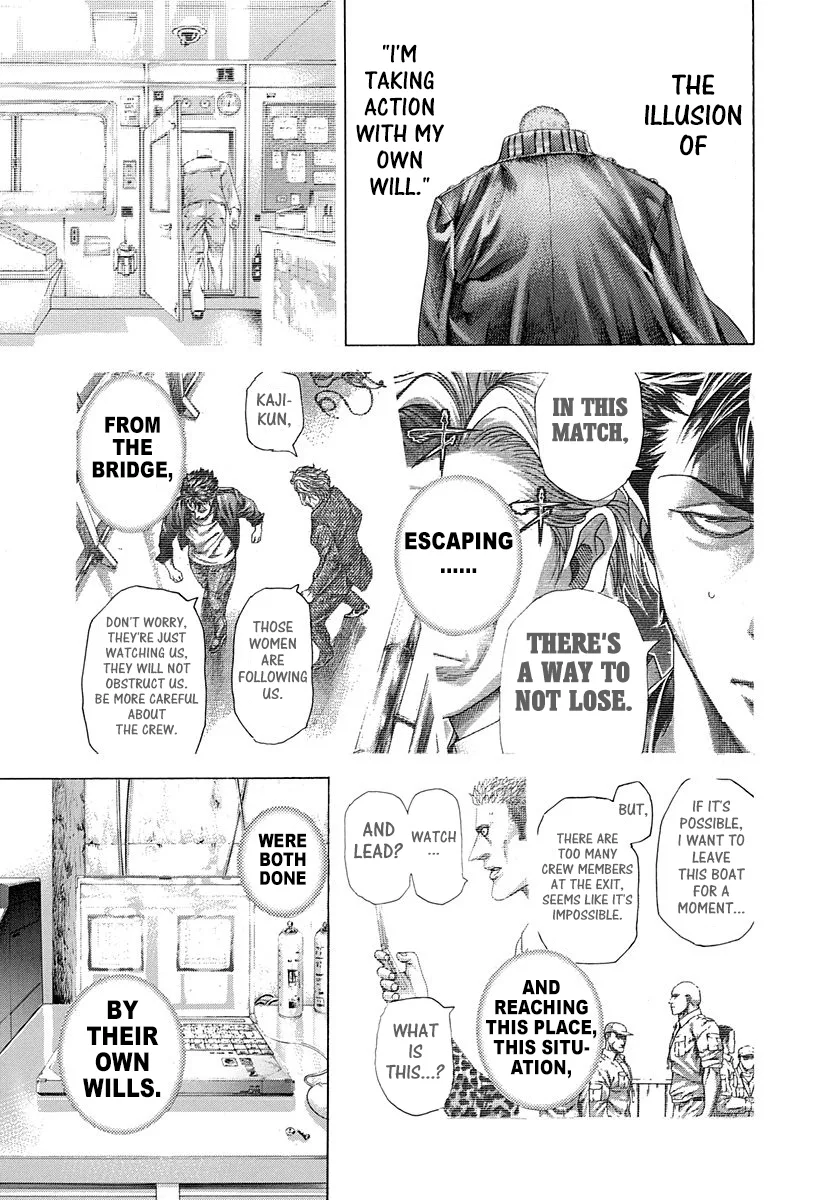 THE
ILLUSION
OF
"I'M
TAKING
ACTION
WITH MY
OWN
WILL."
IN THIS
MATCH,
ESCAPING
......
THERE'S
A WAY TO
NOT LOSE.
KAJI-
KUN,
FROM
THE
BRIDGE,
THOSE
WOMEN
ARE
FOLLOWING
US.
DON'T WORRY,
THEY'RE JUST
WATCHING US,
THEY WILL NOT
OBSTRUCT US.
BE MORE CAREFUL
ABOUT
THE CREW.
IF IT'S
POSSIBLE,
I WANT TO
LEAVE
THIS BOAT
FOR A
MOMENT...
BUT,
THERE ARE
TOO MANY
CREW MEMBERS
AT THE EXIT,
SEEMS LIKE IT'S
IMPOSSIBLE.
WATCH
...
AND
LEAD?
AND
REACHING
THIS PLACE,
THIS SITU-
ATION,
WHAT
IS
THIS...?
WERE
BOTH
DONE
BY
THEIR
OWN
WILLS.